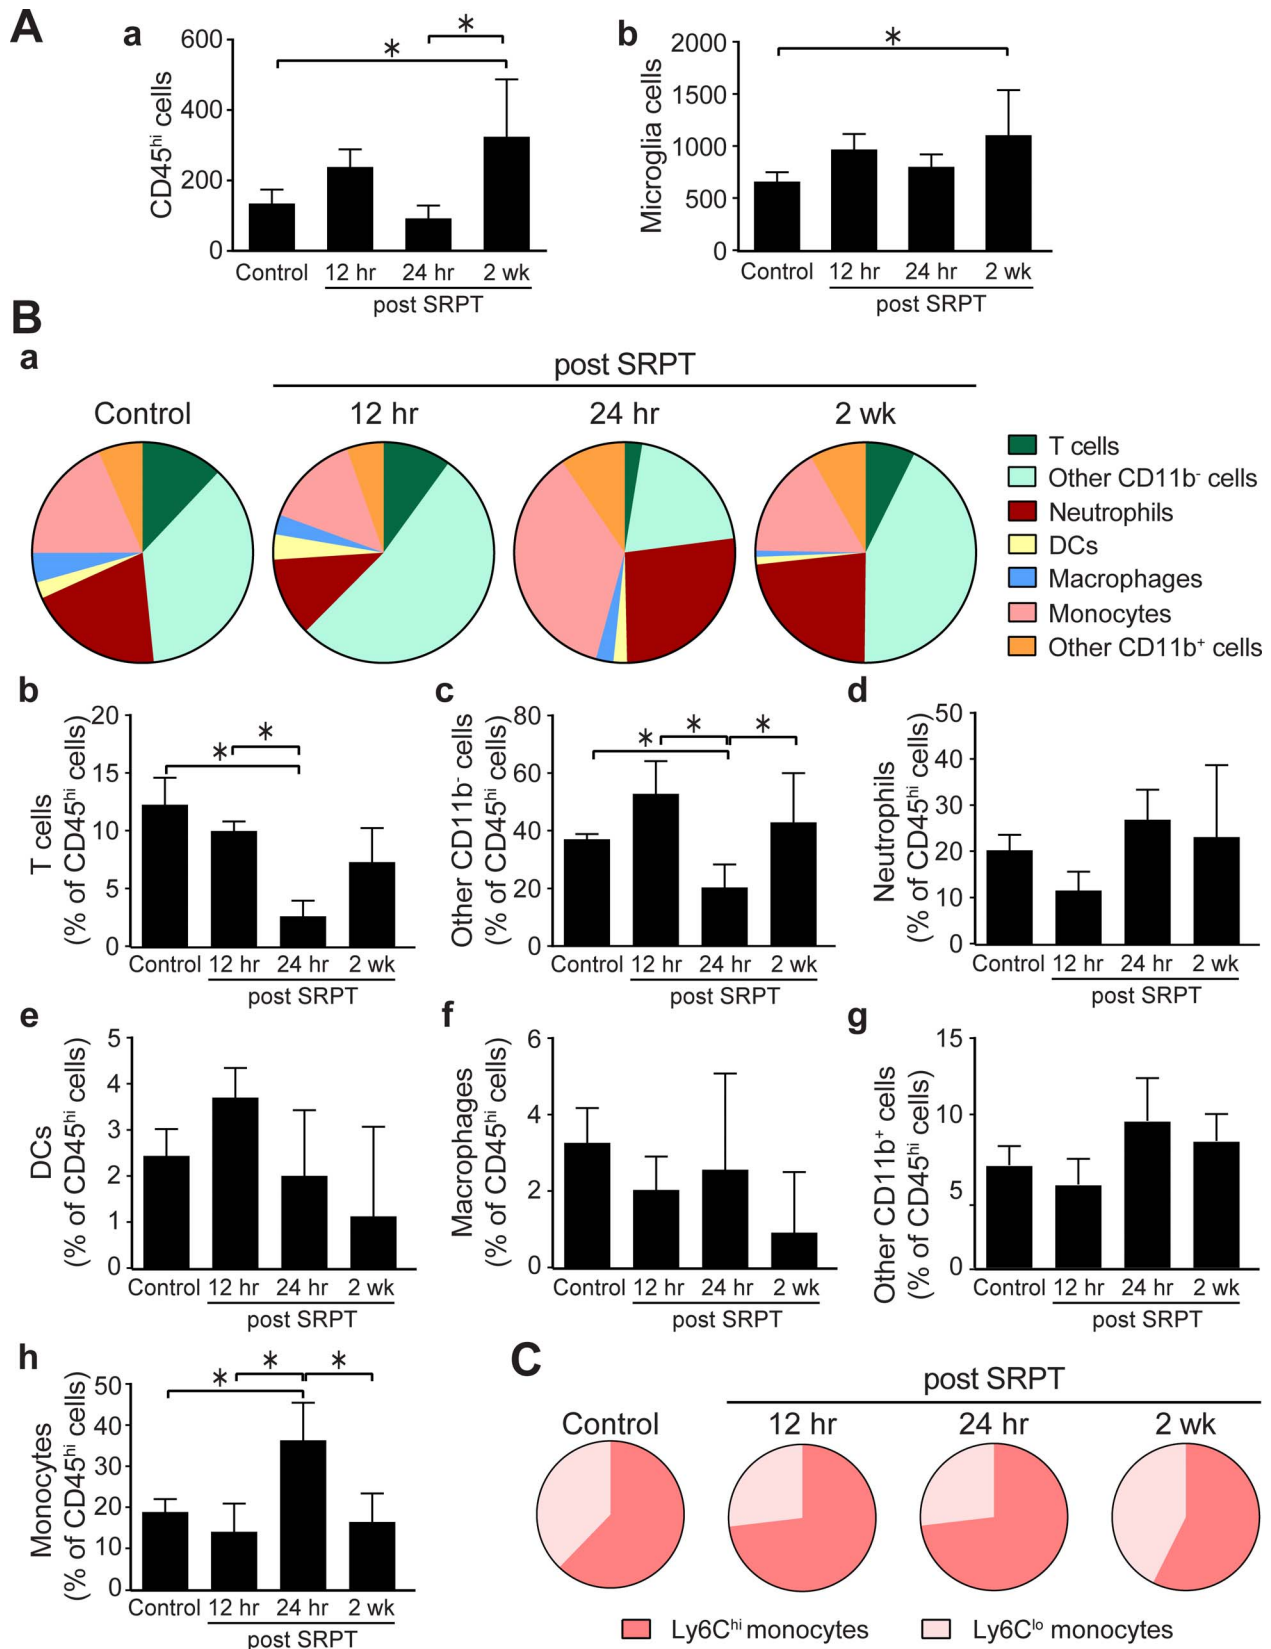 A
a
b
CD45hi cells
600
400
200
0
*
*
Control
12 hr
24 hr
2 wk
post SRPT
Microglia cells
2000
1500
1000
500
0
*
Control
12 hr
24 hr
2 wk
post SRPT
B
a
post SRPT
Control
12 hr
24 hr
2 wk
T cells
Other CD11b- cells
Neutrophils
DCs
Macrophages
Monocytes
Other CD11b+ cells
b
T cells
(% of CD45hi cells)
20
15
10
5
0
*
*
Control
12 hr
24 hr
2 wk
post SRPT
c
Other CD11b- cells
(% of CD45hi cells)
80
60
40
20
0
*
*
*
Control
12 hr
24 hr
2 wk
post SRPT
d
Neutrophils
(% of CD45hi cells)
50
40
30
20
10
0
Control
12 hr
24 hr
2 wk
post SRPT
e
DCs
(% of CD45hi cells)
5
4
3
2
1
0
Control
12 hr
24 hr
2 wk
post SRPT
f
Macrophages
(% of CD45hi cells)
6
4
2
0
Control
12 hr
24 hr
2 wk
post SRPT
g
Other CD11b+ cells
(% of CD45hi cells)
15
10
5
0
Control
12 hr
24 hr
2 wk
post SRPT
h
Monocytes
(% of CD45hi cells)
50
40
30
20
10
0
*
*
*
Control
12 hr
24 hr
2 wk
post SRPT
C
post SRPT
Control
12 hr
24 hr
2 wk
Ly6Chi monocytes
Ly6Clo monocytes